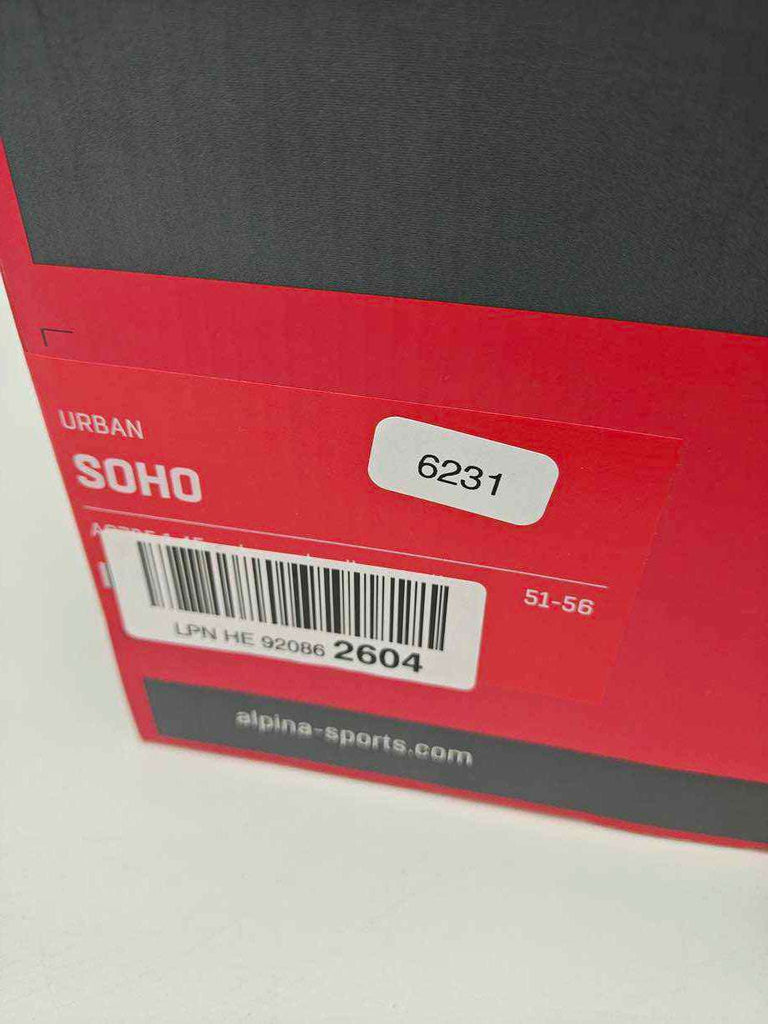 URBAN
SOHO
6231
51-56
LPN HE 92086 2604
alpina-sports.com